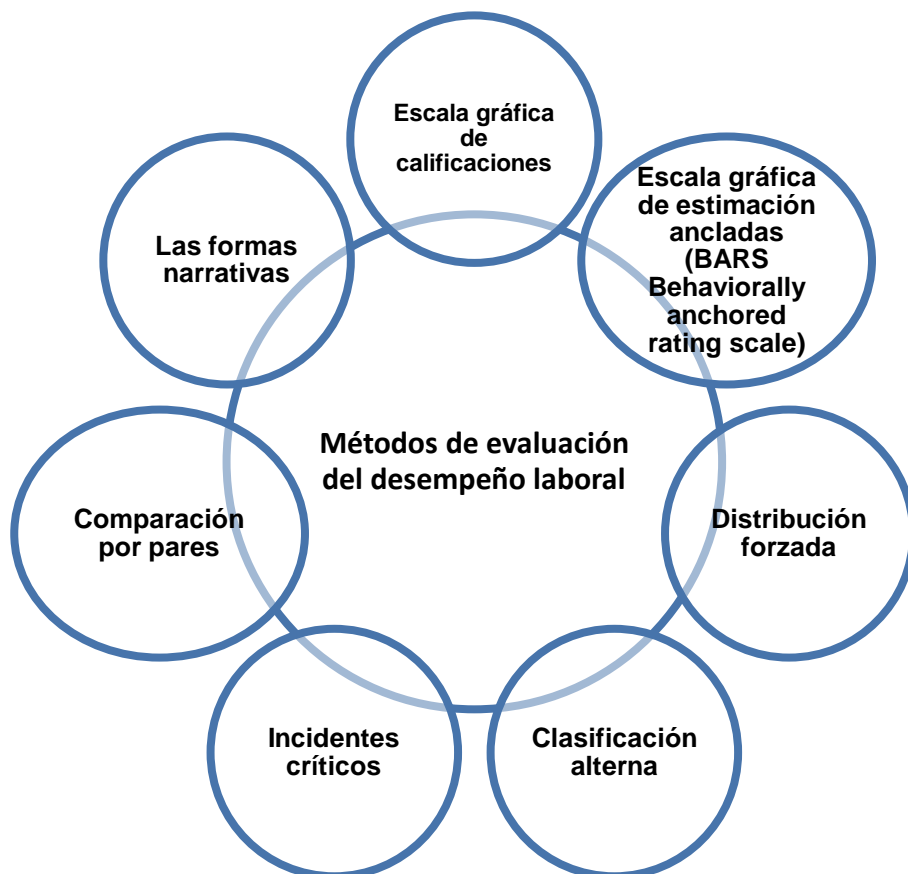 Escala gráfica
de
calificaciones
Escala gráfica
de estimación
ancladas
(BARS
Behaviorally
anchored
rating scale)
Las formas
narrativas
Métodos de evaluación
del desempeño laboral
Comparación
por pares
Distribución
forzada
Incidentes
críticos
Clasificación
alterna